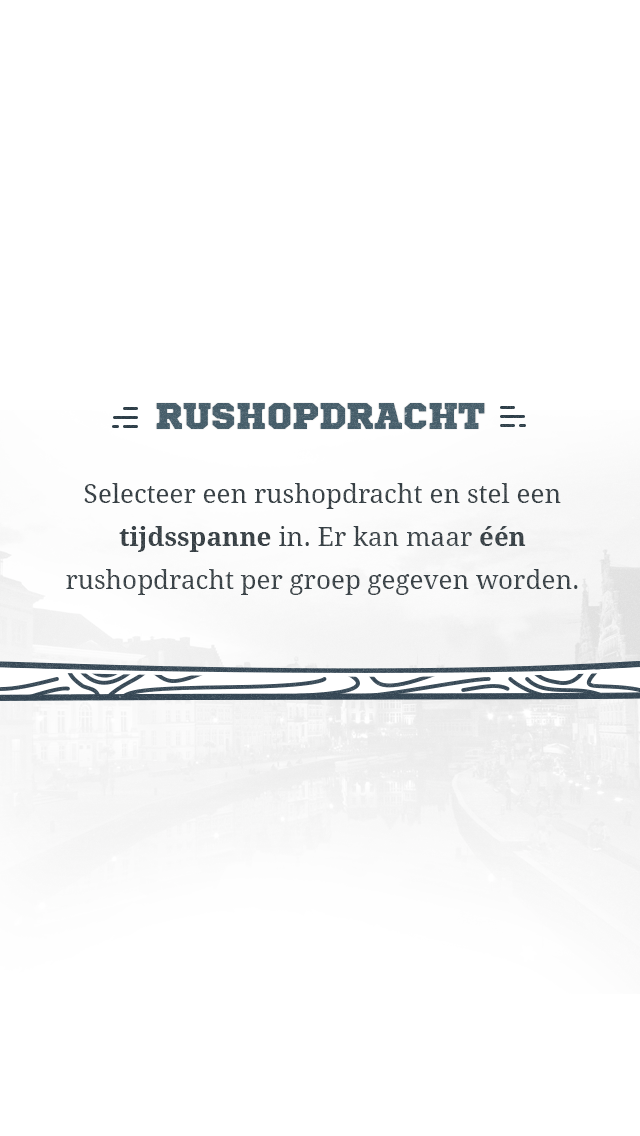 RUSHOPDRACHT
Selecteer een rushopdracht en stel een
tijdsspanne in. Er kan maar één
rushopdracht per groep gegeven worden.